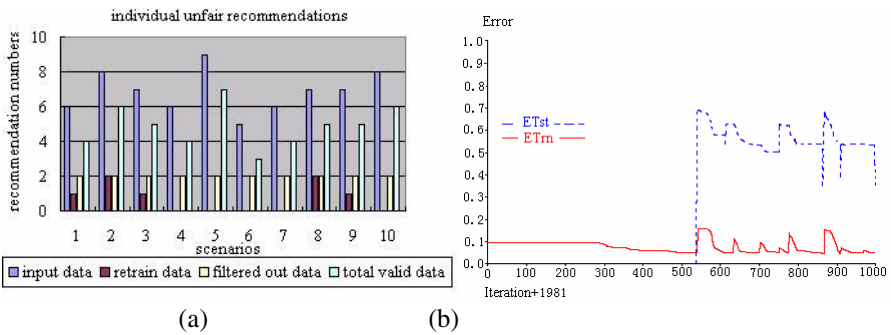 individual unfair recommendations
recommendation numbers
10
8
6
4
2
0
1 2 3 4 5 6 7 8 9 10
scenarios
input data retrain data filtered out data total valid data
(a)
Error
1.0
0.9
0.8
0.7
0.6
0.5
0.4
0.3
0.2
0.1
0.0
ETst
ETrn
0 100 200 300 400 500 600 700 800 900 1000
Iteration+1981
(b)